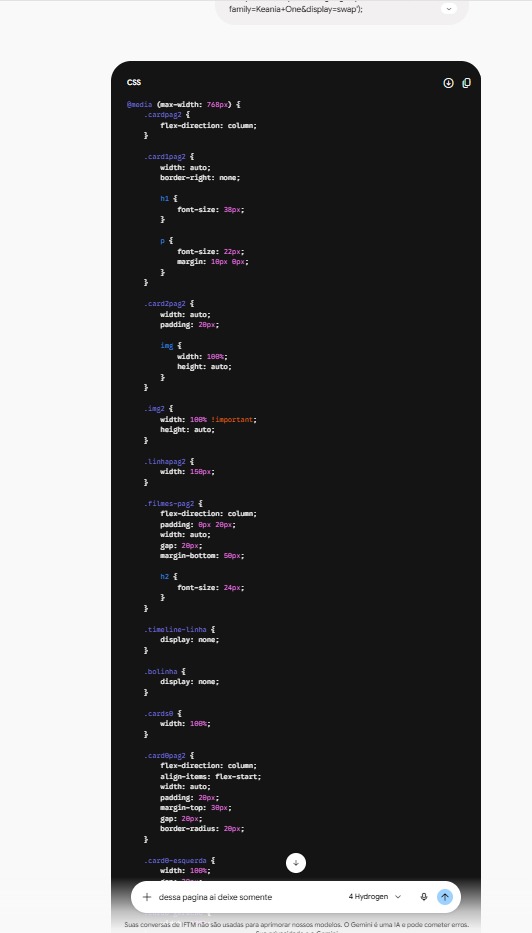 family=Keania+One&display=swap');
CSS
@media (max-width: 768px) {
.cardpag2 {
flex-direction: column;
}
.card1pag2 {
width: auto;
border-right: none;
h1 {
font-size: 38px;
}
p {
font-size: 22px;
margin: 10px 0px;
}
}
.card2pag2 {
width: auto;
padding: 20px;
img {
width: 100%;
height: auto;
}
}
.img2 {
width: 100% !important;
height: auto;
}
.linhapag2 {
width: 150px;
}
.filmes-pag2 {
flex-direction: column;
padding: 0px 20px;
width: auto;
gap: 20px;
margin-bottom: 50px;
h2 {
font-size: 24px;
}
}
.timeline-linha {
display: none;
}
.bolinha {
display: none;
}
.cards0 {
width: 100%;
}
.card0pag2 {
flex-direction: column;
align-items: flex-start;
width: auto;
padding: 20px;
margin-top: 30px;
gap: 20px;
border-radius: 20px;
}
.card0-esquerda {
width: 100%;
dessa pagina ai deixe somente
4 Hydrogen
Suas conversas de IFTM não são usadas para aprimorar nossos modelos. O Gemini é uma IA e pode cometer erros.